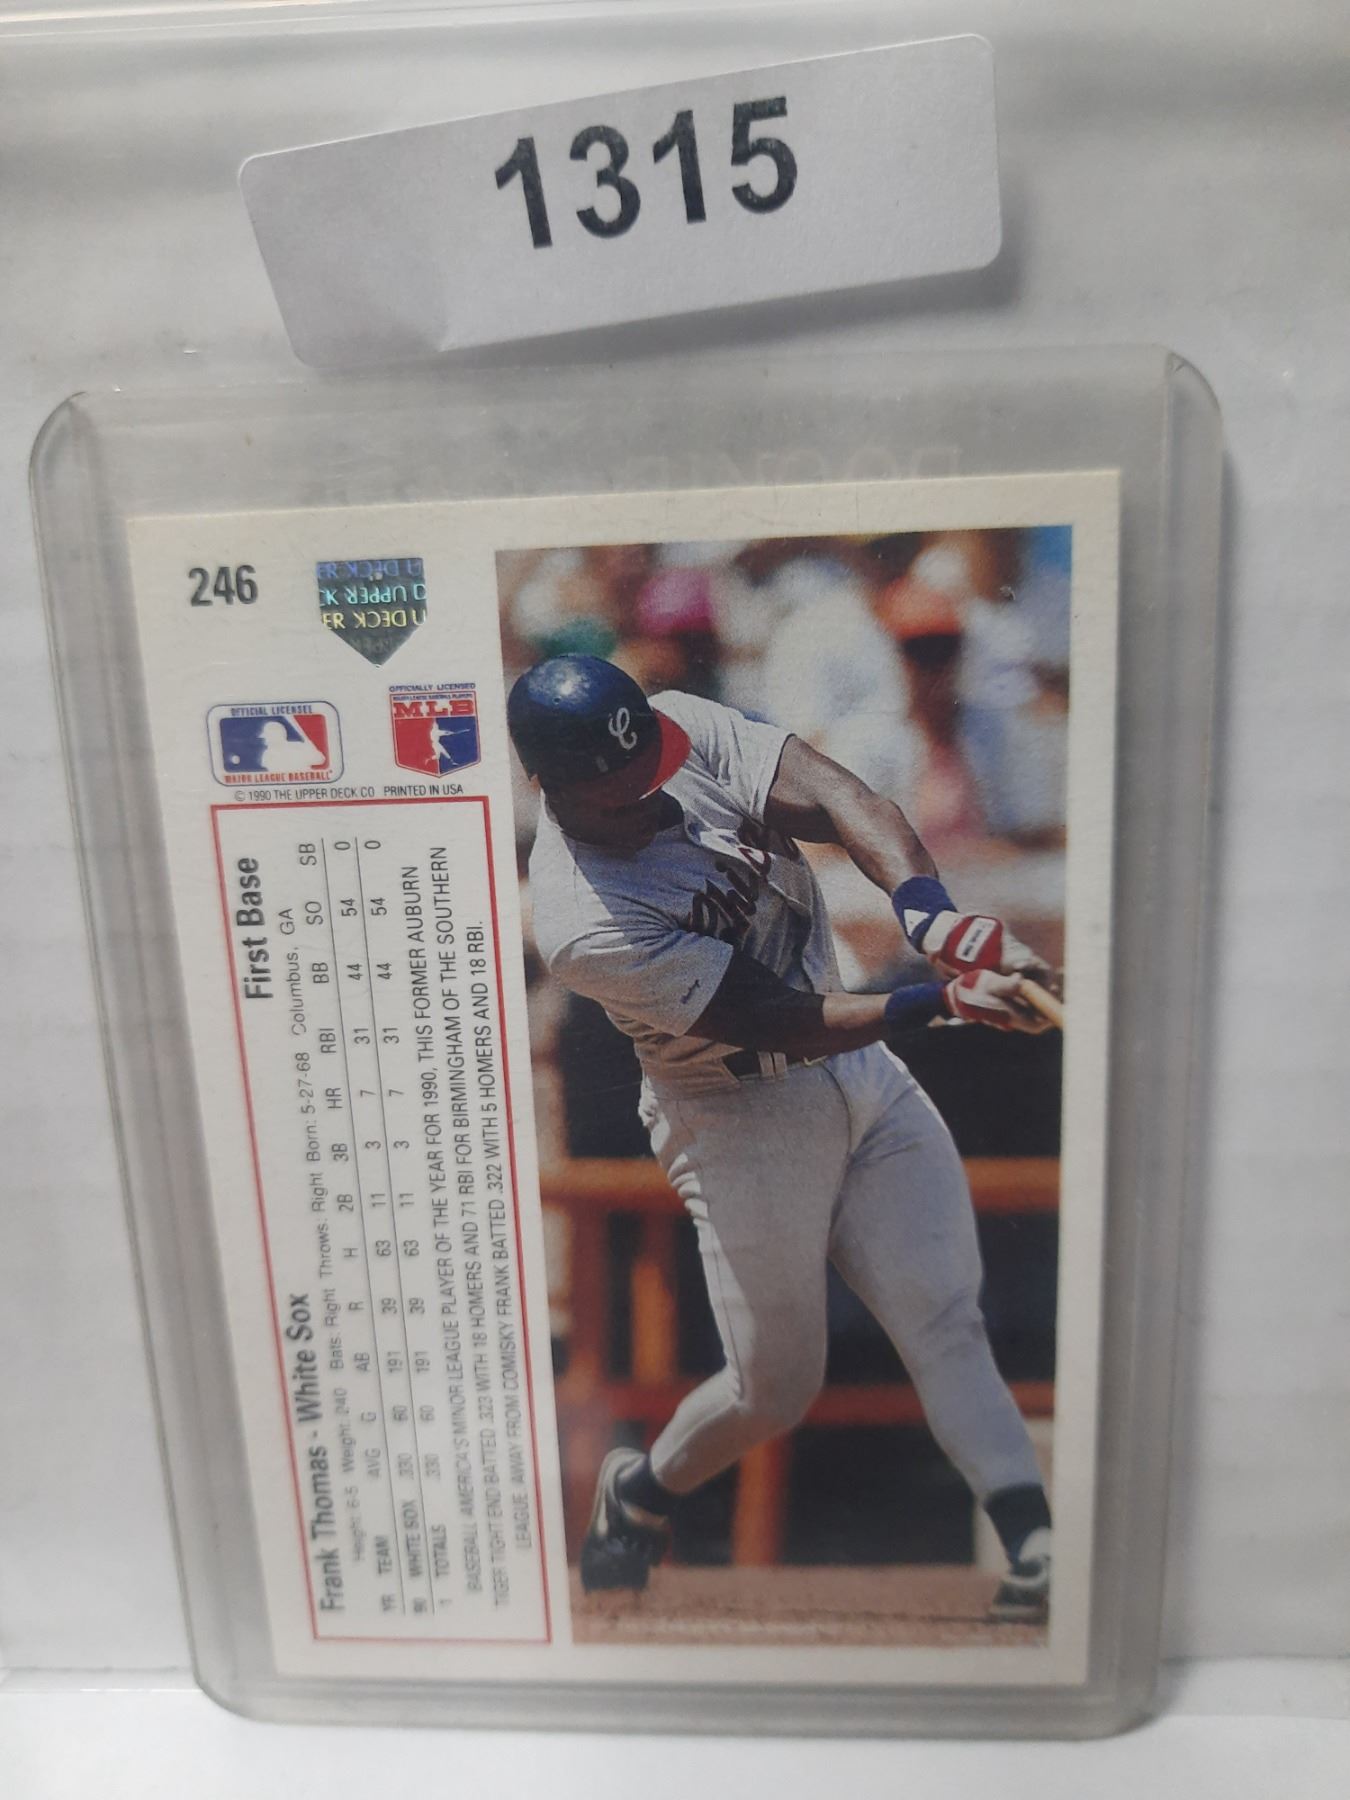 1315
246
UPPER DECK
OFFICIAL LICENSEE
MAJOR LEAGUE BASEBALL
OFFICIALLY LICENSED
MAJOR LEAGUE BASEBALL PLAYERS
MLB
© 1990 THE UPPER DECK CO PRINTED IN USA
Frank Thomas - White Sox First Base
Height: 6-5 Weight: 240 Bats: Right Throws: Right Born: 5-27-68 Columbus, GA
YR TEAM AVG G AB R H 2B 3B HR RBI BB SO SB
90 WHITE SOX .330 60 191 39 63 11 3 7 31 44 54 0
1 TOTALS .330 60 191 39 63 11 3 7 31 44 54 0
BASEBALL AMERICA'S MINOR LEAGUE PLAYER OF THE YEAR FOR 1990, THIS FORMER AUBURN
TIGER TIGHT END BATTED .323 WITH 18 HOMERS AND 71 RBI FOR BIRMINGHAM OF THE SOUTHERN
LEAGUE. AWAY FROM COMISKY FRANK BATTED .322 WITH 5 HOMERS AND 18 RBI.
C
Chicago